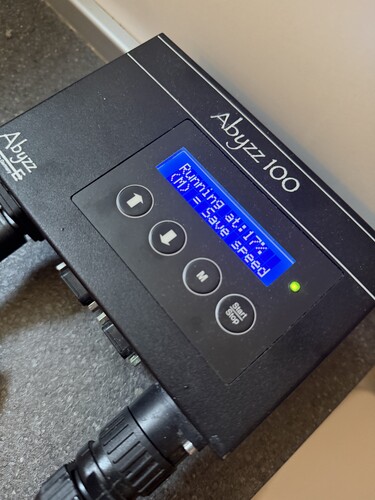 Abyzz 100
Running at:17%
(M) = Save speed
M
Start
Stop
Abyzz